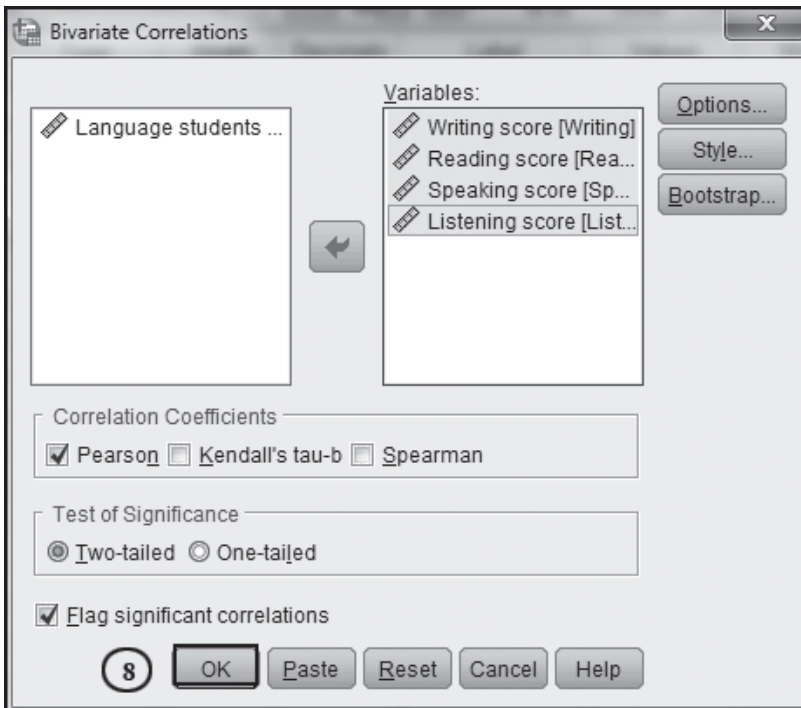 Bivariate Correlations
X
Variables:
Language students ...
Writing score [Writing]
Reading score [Rea...
Speaking score [Sp...
Listening score [List...
Options...
Style...
Bootstrap...
Correlation Coefficients
Pearson Kendall's tau-b Spearman
Test of Significance
Two-tailed One-tailed
Flag significant correlations
8 OK Paste Reset Cancel Help